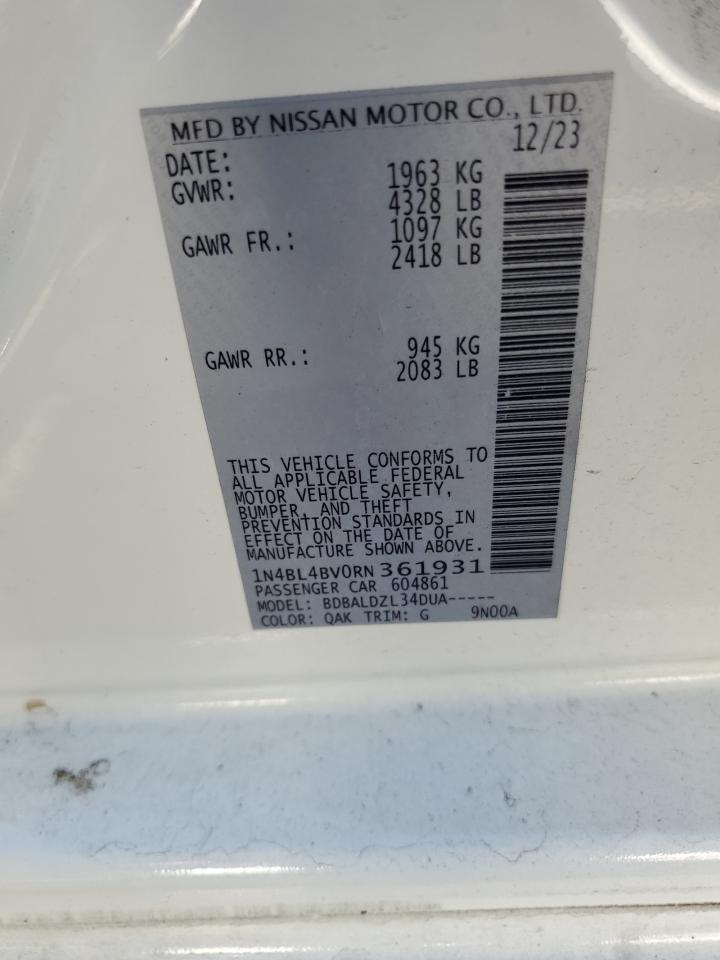 MFD BY NISSAN MOTOR CO., LTD.
DATE: 12/23
GVWR: 1963 KG
4328 LB
GAWR FR.: 1097 KG
2418 LB
GAWR RR.: 945 KG
2083 LB
THIS VEHICLE CONFORMS TO
ALL APPLICABLE FEDERAL
MOTOR VEHICLE SAFETY,
BUMPER, AND THEFT
PREVENTION STANDARDS IN
EFFECT ON THE DATE OF
MANUFACTURE SHOWN ABOVE.
1N4BL4BV0RN361931
PASSENGER CAR 604861
MODEL: BDBALDZL34DUA-----
COLOR: QAK TRIM: G 9N00A